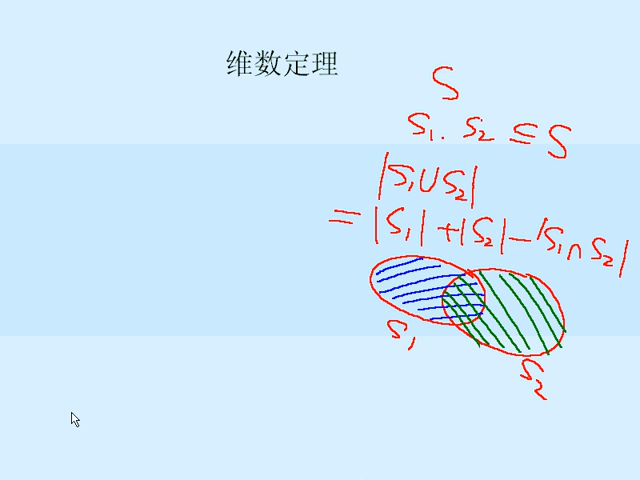 维数定理
S
S₁. S₂ ⊆ S
|S₁∪S₂|
= |S₁| + |S₂| - |S₁∩S₂|
S₁
S₂